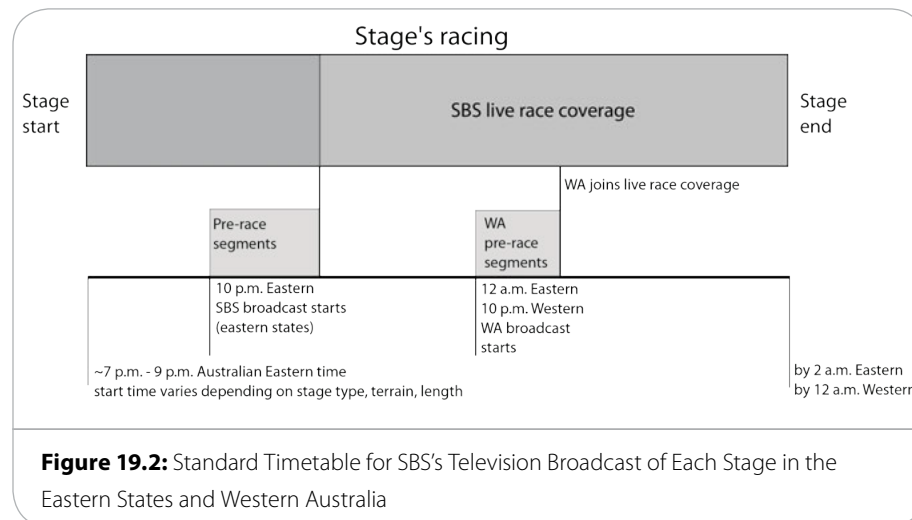 Stage's racing
Stage
start
SBS live race coverage
Stage
end
WA joins live race coverage
Pre-race
segments
WA
pre-race
segments
10 p.m. Eastern
SBS broadcast starts
(eastern states)
12 a.m. Eastern
10 p.m. Western
WA broadcast
starts
~7 p.m. - 9 p.m. Australian Eastern time
start time varies depending on stage type, terrain, length
by 2 a.m. Eastern
by 12 a.m. Western
Figure 19.2: Standard Timetable for SBS's Television Broadcast of Each Stage in the
Eastern States and Western Australia